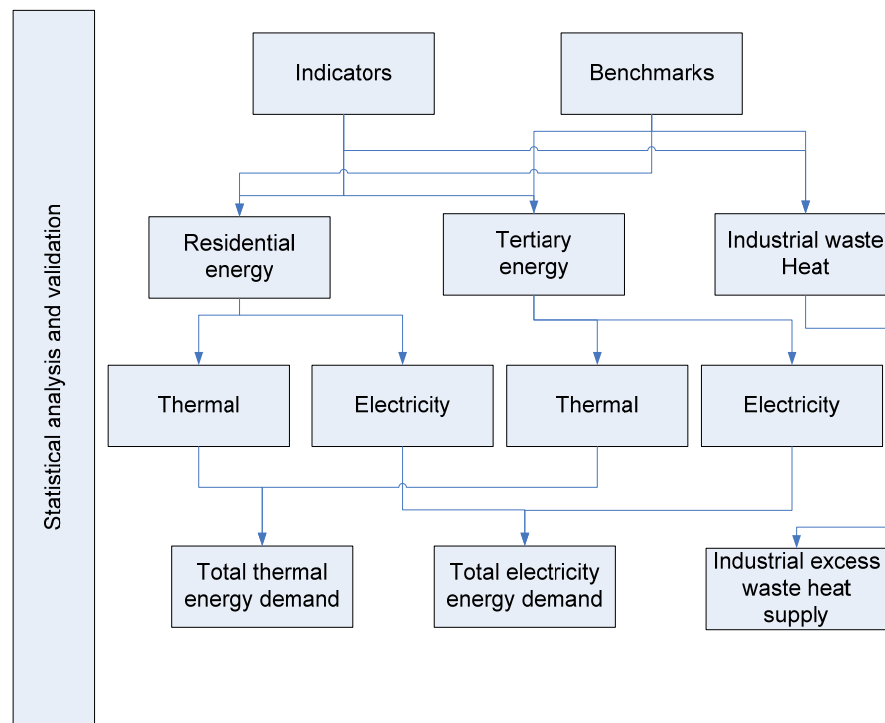 Statistical analysis and validation
Indicators
Benchmarks
Residential
energy
Tertiary
energy
Industrial waste
Heat
Thermal
Electricity
Thermal
Electricity
Total thermal
energy demand
Total electricity
energy demand
Industrial excess
waste heat
supply